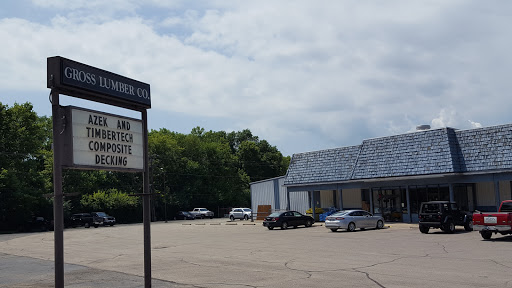 GROSS LUMBER CO.
AZEK AND
TIMBERTECH
COMPOSITE
DECKING